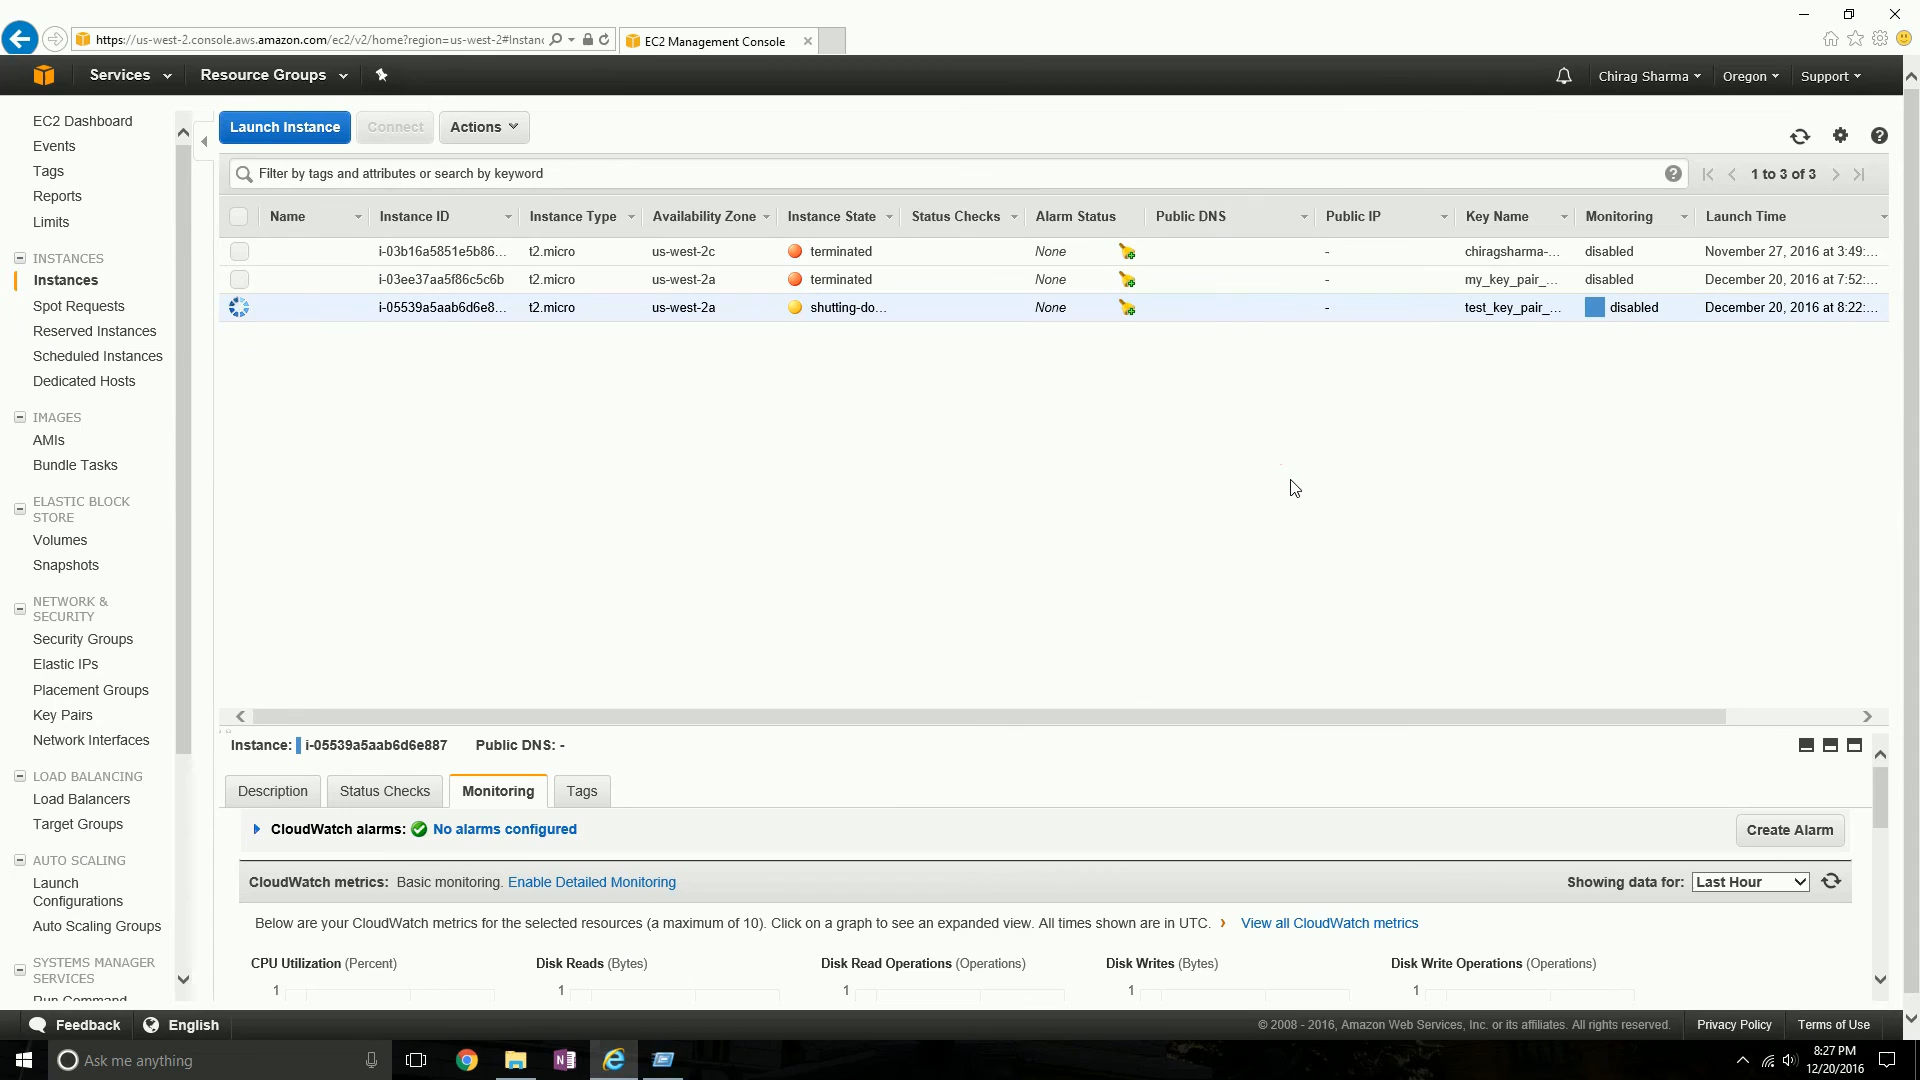 https://us-west-2.console.aws.amazon.com/ec2/v2/home?region=us-west-2#Instanc
EC2 Management Console
Services
Resource Groups
Chirag Sharma
Oregon
Support
EC2 Dashboard
Events
Tags
Reports
Limits
INSTANCES
Instances
Spot Requests
Reserved Instances
Scheduled Instances
Dedicated Hosts
IMAGES
AMIs
Bundle Tasks
ELASTIC BLOCK
STORE
Volumes
Snapshots
NETWORK &
SECURITY
Security Groups
Elastic IPs
Placement Groups
Key Pairs
Network Interfaces
LOAD BALANCING
Load Balancers
Target Groups
AUTO SCALING
Launch
Configurations
Auto Scaling Groups
SYSTEMS MANAGER
SERVICES
Run Command
Launch Instance Connect Actions
Filter by tags and attributes or search by keyword
1 to 3 of 3
Name Instance ID Instance Type Availability Zone Instance State Status Checks Alarm Status Public DNS Public IP Key Name Monitoring Launch Time
i-03b16a5851e5b86... t2.micro us-west-2c terminated None - chiragsharma-... disabled November 27, 2016 at 3:49:...
i-03ee37aa5f86c5c6b t2.micro us-west-2a terminated None - my_key_pair_... disabled December 20, 2016 at 7:52:...
i-05539a5aab6d6e8... t2.micro us-west-2a shutting-do... None - test_key_pair_... disabled December 20, 2016 at 8:22:...
Instance: i-05539a5aab6d6e887 Public DNS: -
Description Status Checks Monitoring Tags
CloudWatch alarms: No alarms configured
Create Alarm
CloudWatch metrics: Basic monitoring. Enable Detailed Monitoring
Showing data for: Last Hour
Below are your CloudWatch metrics for the selected resources (a maximum of 10). Click on a graph to see an expanded view. All times shown are in UTC. › View all CloudWatch metrics
CPU Utilization (Percent) Disk Reads (Bytes) Disk Read Operations (Operations) Disk Writes (Bytes) Disk Write Operations (Operations)
1 1 1 1 1
Feedback English
© 2008 - 2016, Amazon Web Services, Inc. or its affiliates. All rights reserved. Privacy Policy Terms of Use
Ask me anything
8:27 PM
12/20/2016